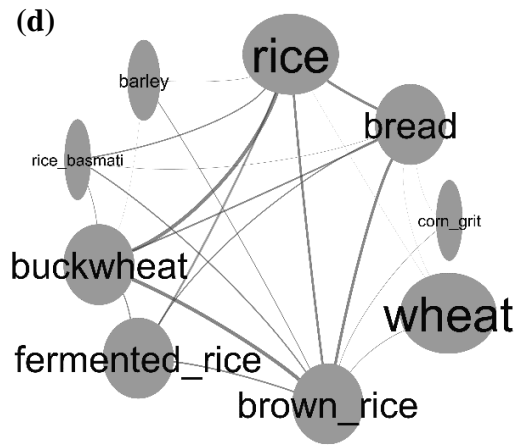 (d)
rice
barley
bread
rice_basmati
corn_grit
buckwheat
wheat
fermented_rice
brown_rice